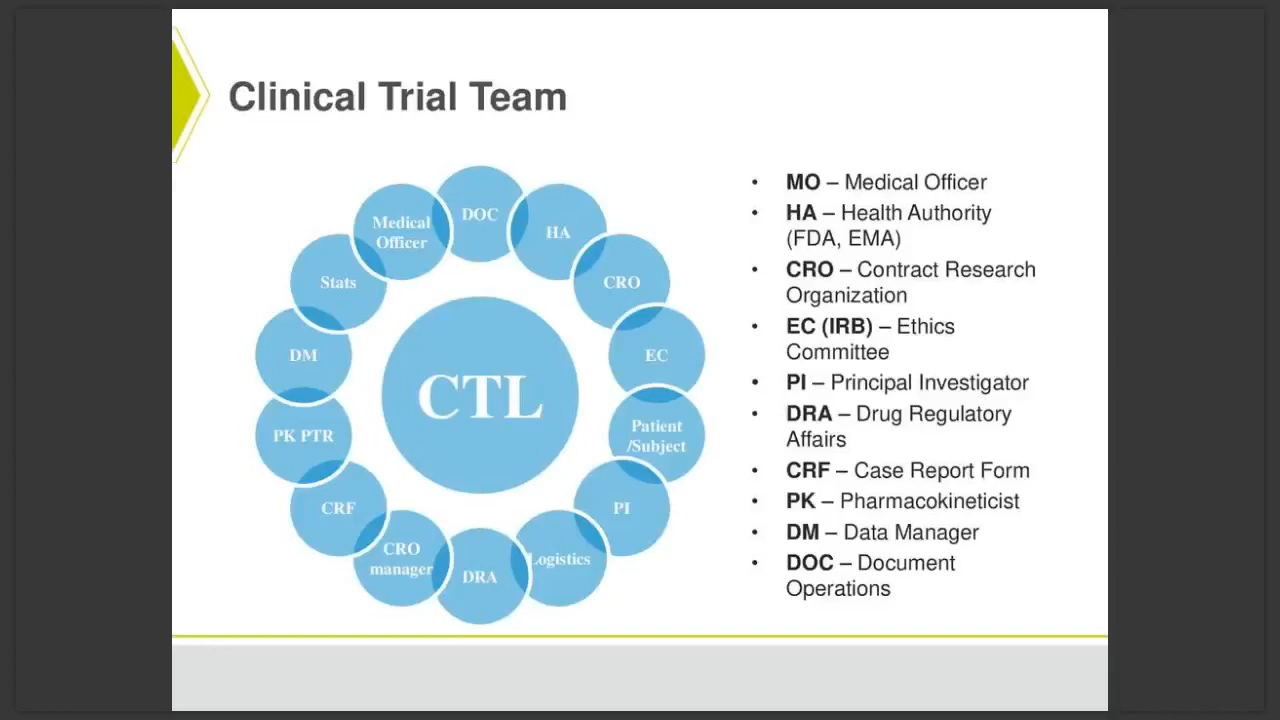 Clinical Trial Team
DOC
HA
CRO
EC
Patient
/Subject
PI
Logistics
DRA
CRO
manager
CRF
PK PTR
DM
Stats
Medical
Officer
CTL
• MO – Medical Officer
• HA – Health Authority
(FDA, EMA)
• CRO – Contract Research
Organization
• EC (IRB) – Ethics
Committee
• PI – Principal Investigator
• DRA – Drug Regulatory
Affairs
• CRF – Case Report Form
• PK – Pharmacokineticist
• DM – Data Manager
• DOC – Document
Operations